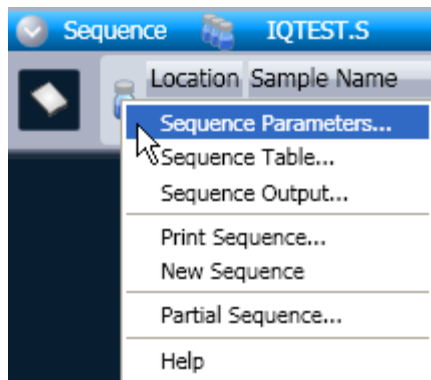 Sequence IQTEST.S
Location Sample Name
Sequence Parameters...
Sequence Table...
Sequence Output...
Print Sequence...
New Sequence
Partial Sequence...
Help